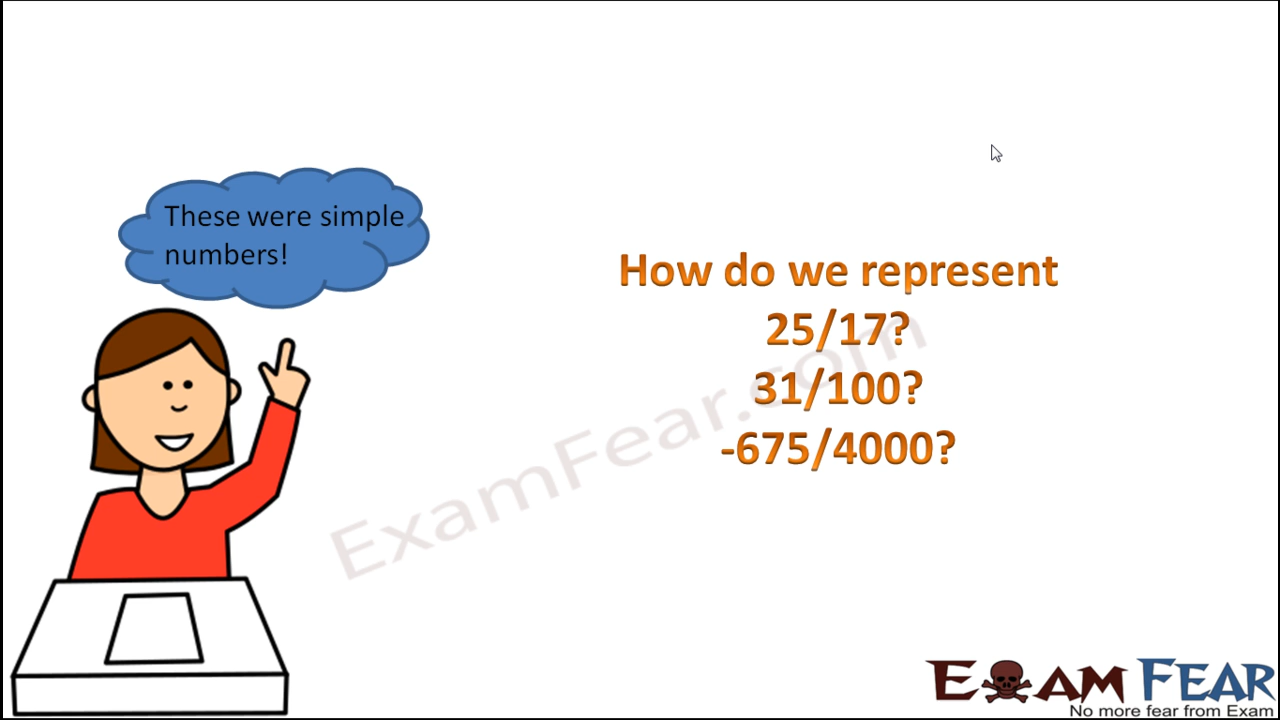 These were simple
numbers!
How do we represent
25/17?
31/100?
-675/4000?
ExamFear.com
EXAM FEAR
No more fear from Exam